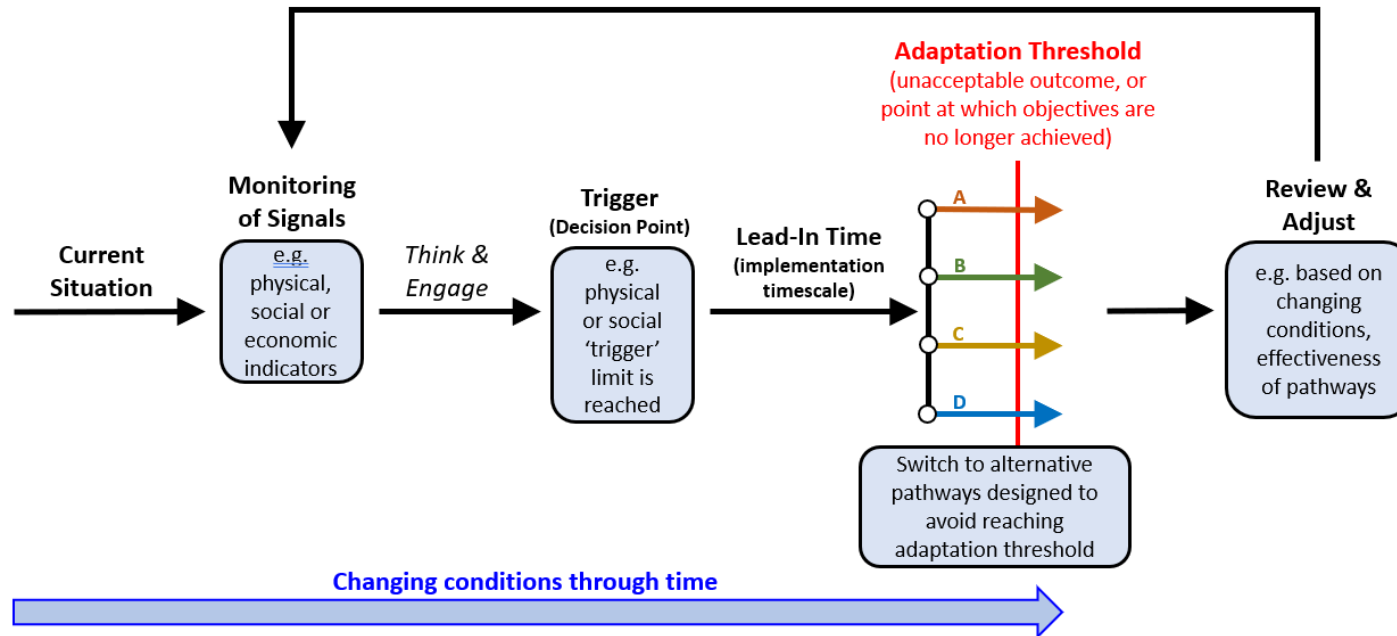 Adaptation Threshold
(unacceptable outcome, or
point at which objectives are
no longer achieved)
Current
Situation
Monitoring
of Signals
e.g.
physical,
social or
economic
indicators
Think &
Engage
Trigger
(Decision Point)
e.g.
physical
or social
‘trigger’
limit is
reached
Lead-In Time
(implementation
timescale)
A
B
C
D
Switch to alternative
pathways designed to
avoid reaching
adaptation threshold
Review &
Adjust
e.g. based on
changing
conditions,
effectiveness
of pathways
Changing conditions through time